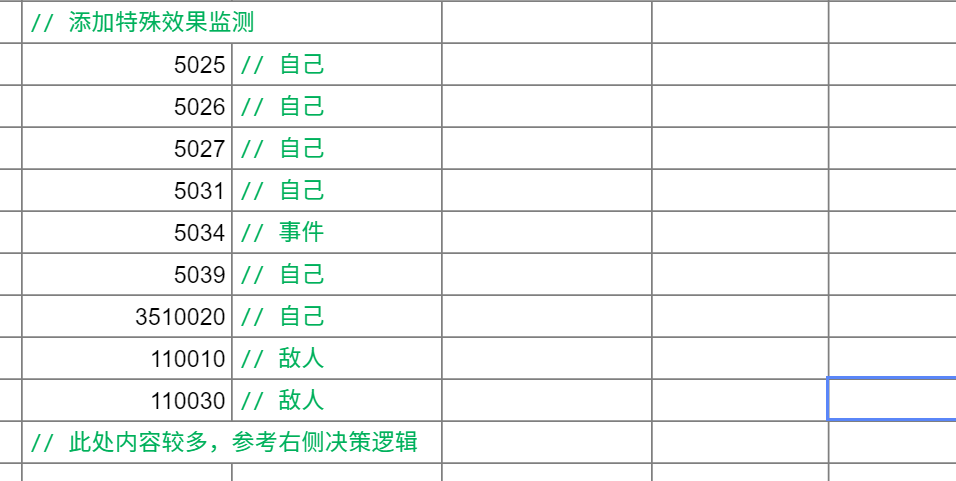 // 添加特殊效果监测
5025 // 自己
5026 // 自己
5027 // 自己
5031 // 自己
5034 // 事件
5039 // 自己
3510020 // 自己
110010 // 敌人
110030 // 敌人
// 此处内容较多，参考右侧决策逻辑